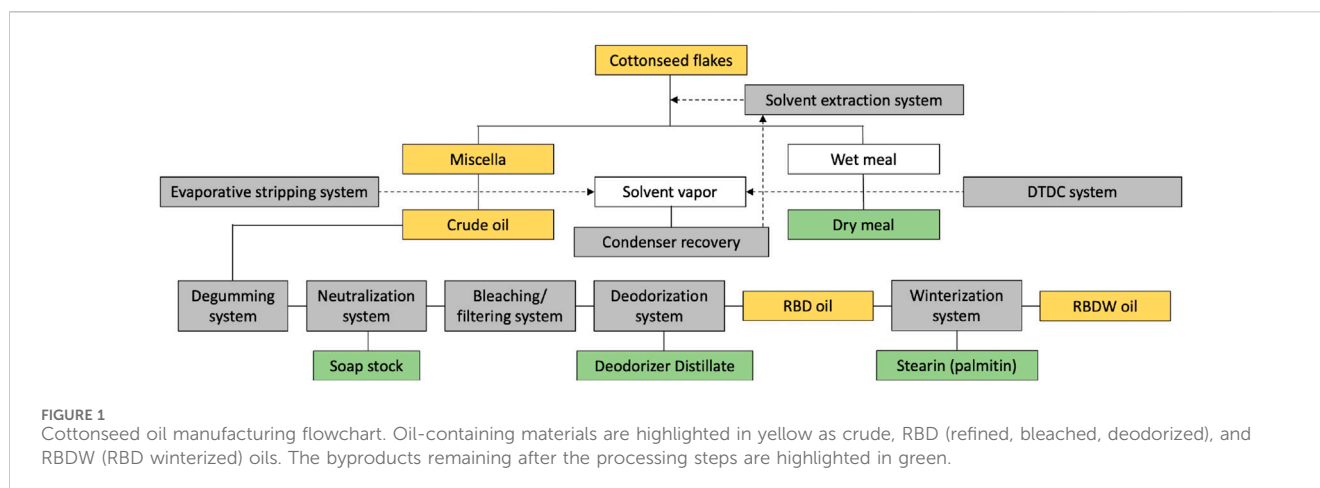 Cottonseed flakes
Solvent extraction system
Miscella
Wet meal
Evaporative stripping system
Solvent vapor
DTDC system
Crude oil
Condenser recovery
Dry meal
Degumming
system
Neutralization
system
Bleaching/
filtering system
Deodorization
system
RBD oil
Winterization
system
RBDW oil
Soap stock
Deodorizer Distillate
Stearin (palmitin)
FIGURE 1
Cottonseed oil manufacturing flowchart. Oil-containing materials are highlighted in yellow as crude, RBD (refined, bleached, deodorized), and
RBDW (RBD winterized) oils. The byproducts remaining after the processing steps are highlighted in green.